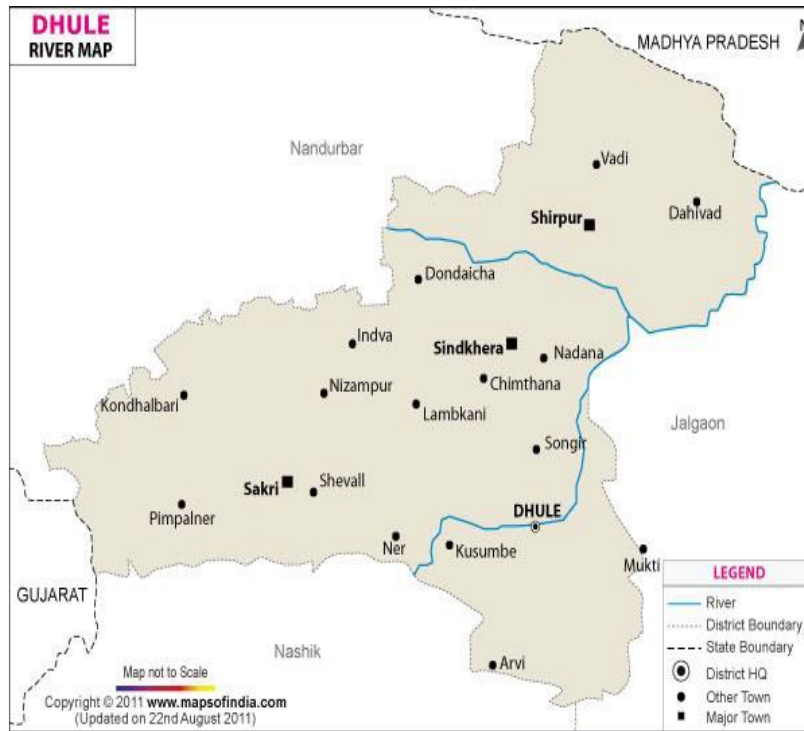 DHULE
RIVER MAP
N
MADHYA PRADESH
Nandurbar
Vadi
Dahivad
Shirpur
Dondaicha
Indva
Sindkhera
Nadana
Chimthana
Kondhalbari
Nizampur
Lambkani
Jalgaon
Songir
Sakri
Shevall
Pimpalner
DHULE
Ner
Kusumbe
Mukti
GUJARAT
Nashik
Arvi
LEGEND
River
District Boundary
State Boundary
District HQ
Other Town
Major Town
Map not to Scale
Copyright © 2011 www.mapsofindia.com
(Updated on 22nd August 2011)